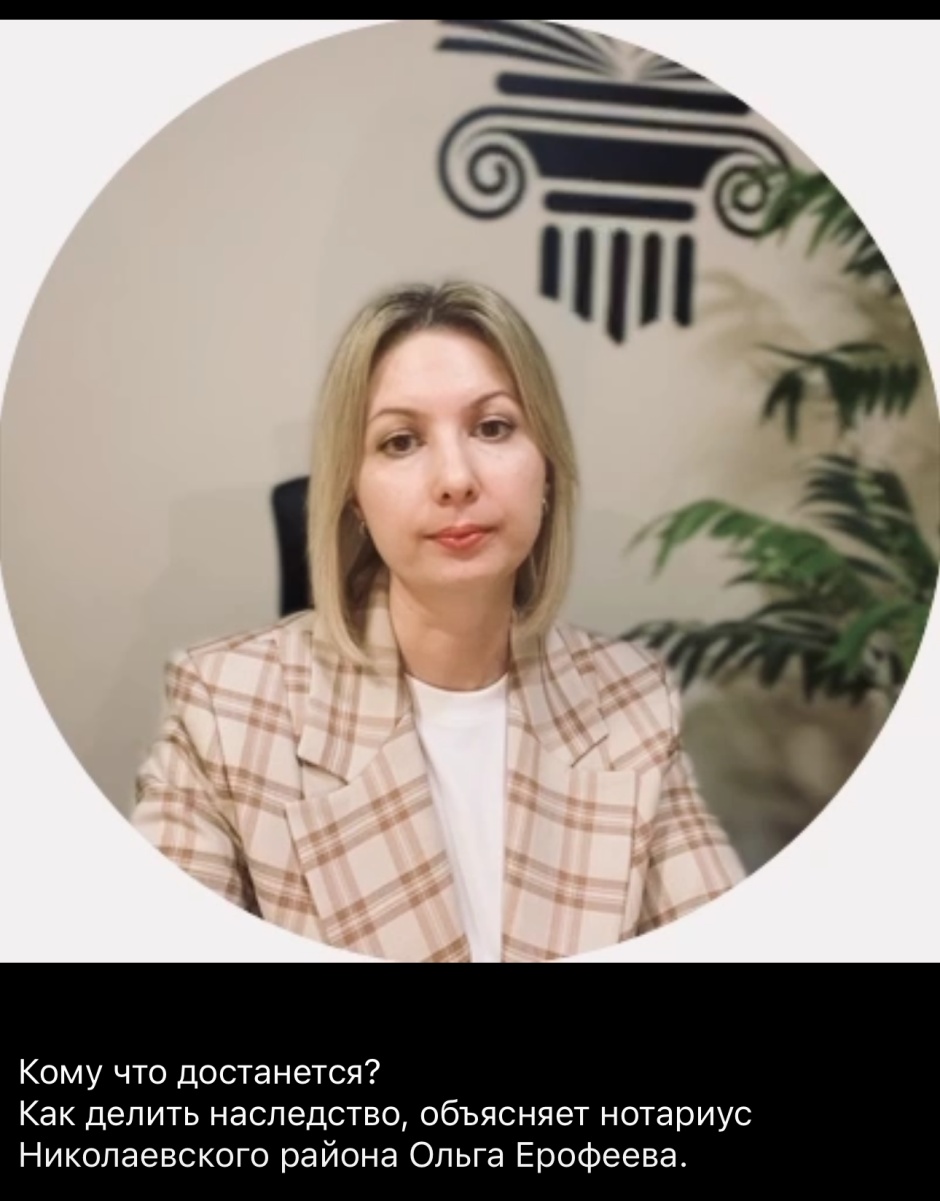 Кому что достанется?
Как делить наследство, объясняет нотариус
Николаевского района Ольга Ерофеева.